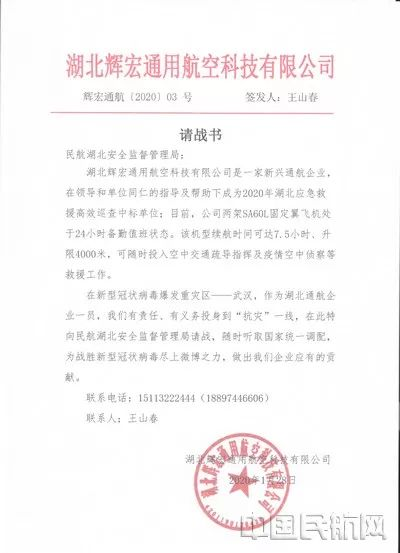 湖北辉宏通用航空科技有限公司
辉宏通航〔2020〕03 号 签发人：王山春
请战书
民航湖北安全监督管理局：
湖北辉宏通用航空科技有限公司是一家新兴通航企业，
在领导和单位同仁的指导及帮助下成为2020年湖北应急救
援高效巡查中标单位；目前，公司两架SA60L固定翼飞机处
于24小时备勤值班状态。该机型续航时间可达7.5小时、升
限4000米，可随时投入空中交通疏导指挥及疫情空中侦察等
救援工作。
在新型冠状病毒爆发重灾区——武汉，作为湖北通航企
业一员，我们有责任、有义务投身到“抗灾”一线，在此特
向民航湖北安全监督管理局请战，随时听取国家统一调配，
为战胜新型冠状病毒尽上微博之力，做出我们企业应有的贡
献。
联系电话：15113222444（18897446606）
联系人：王山春
湖北辉宏通用航空科技有限公司
2020年1月28日
湖北辉宏通用航空科技有限公司
中国民航网